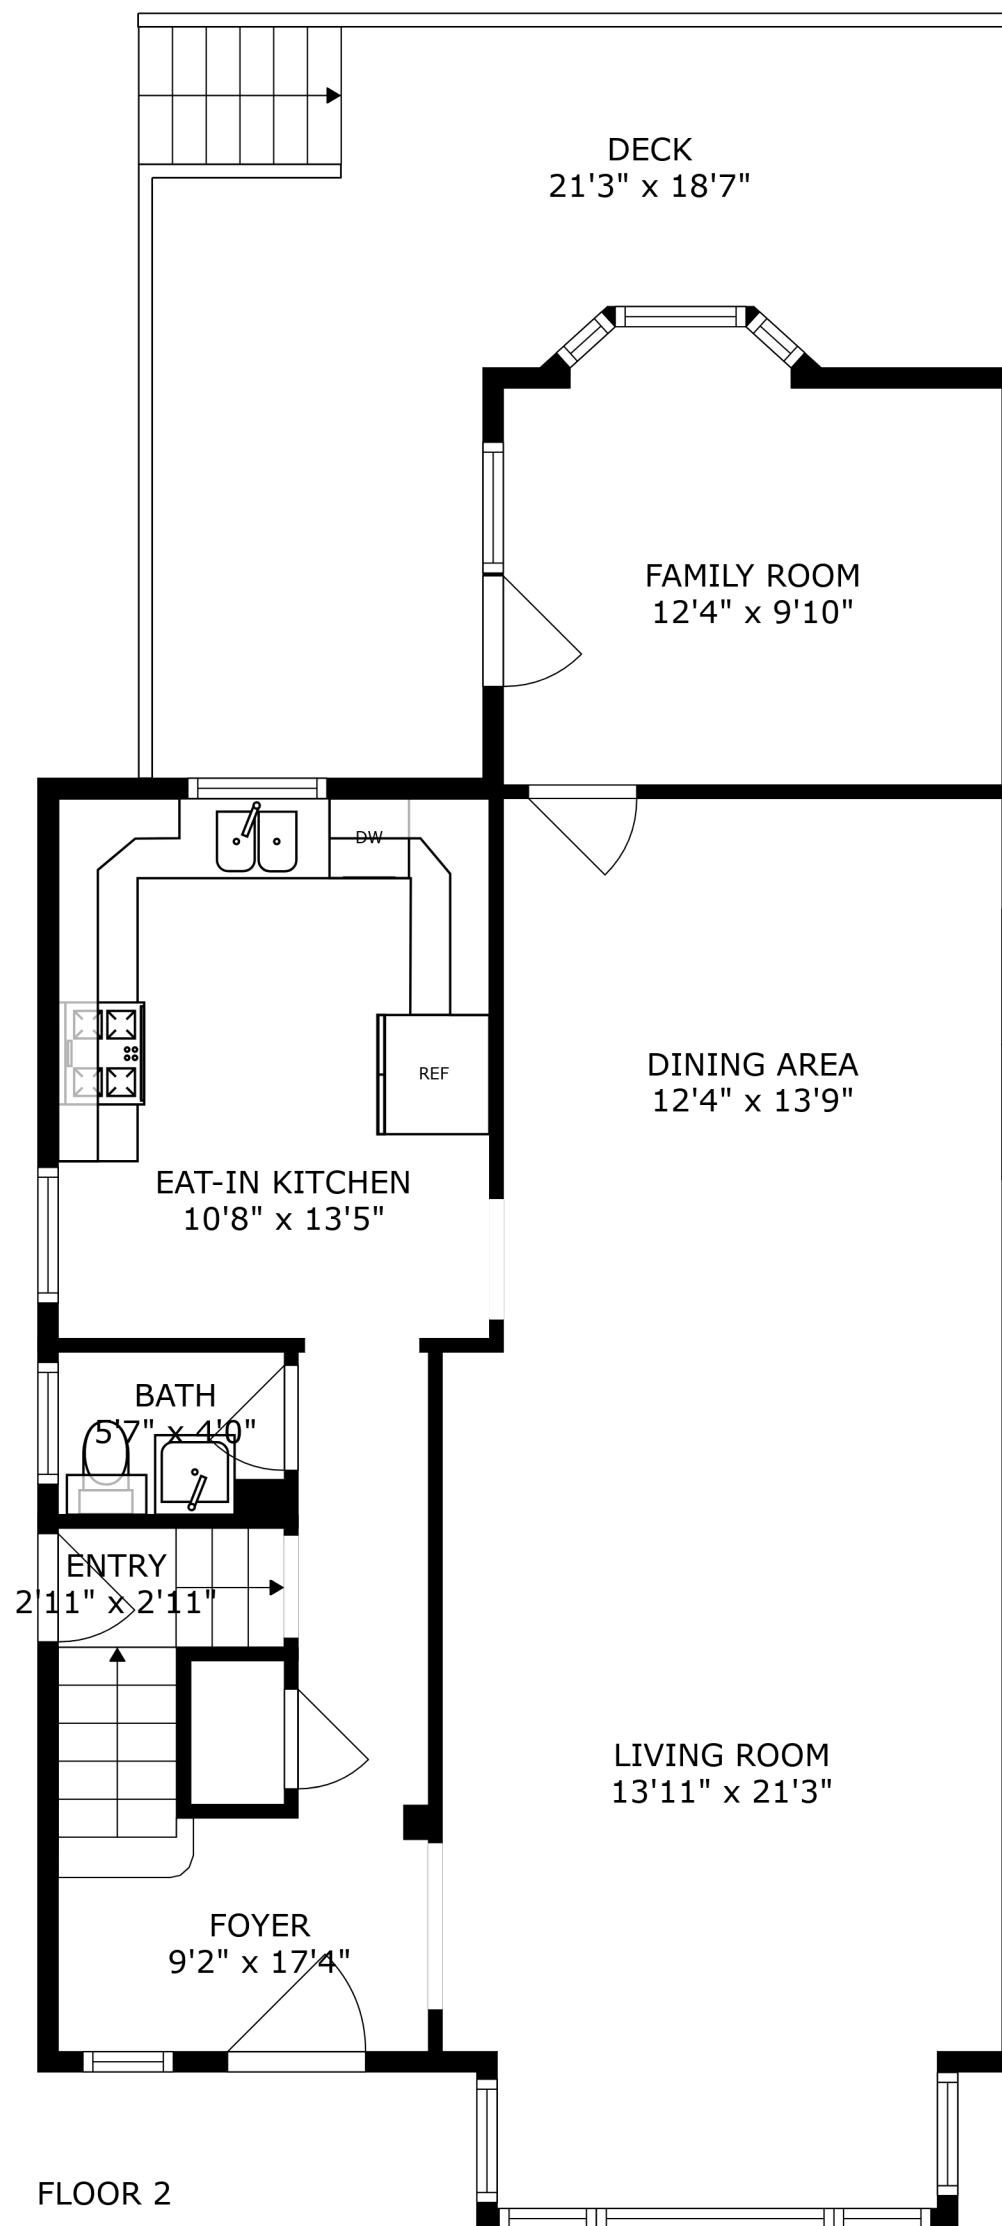 DECK
21'3" x 18'7"
FAMILY ROOM
12'4" x 9'10"
DW
REF
DINING AREA
12'4" x 13'9"
EAT-IN KITCHEN
10'8" x 13'5"
BATH
5'7" x 4'0"
ENTRY
2'11" x 2'11"
LIVING ROOM
13'11" x 21'3"
FOYER
9'2" x 17'4"
FLOOR 2